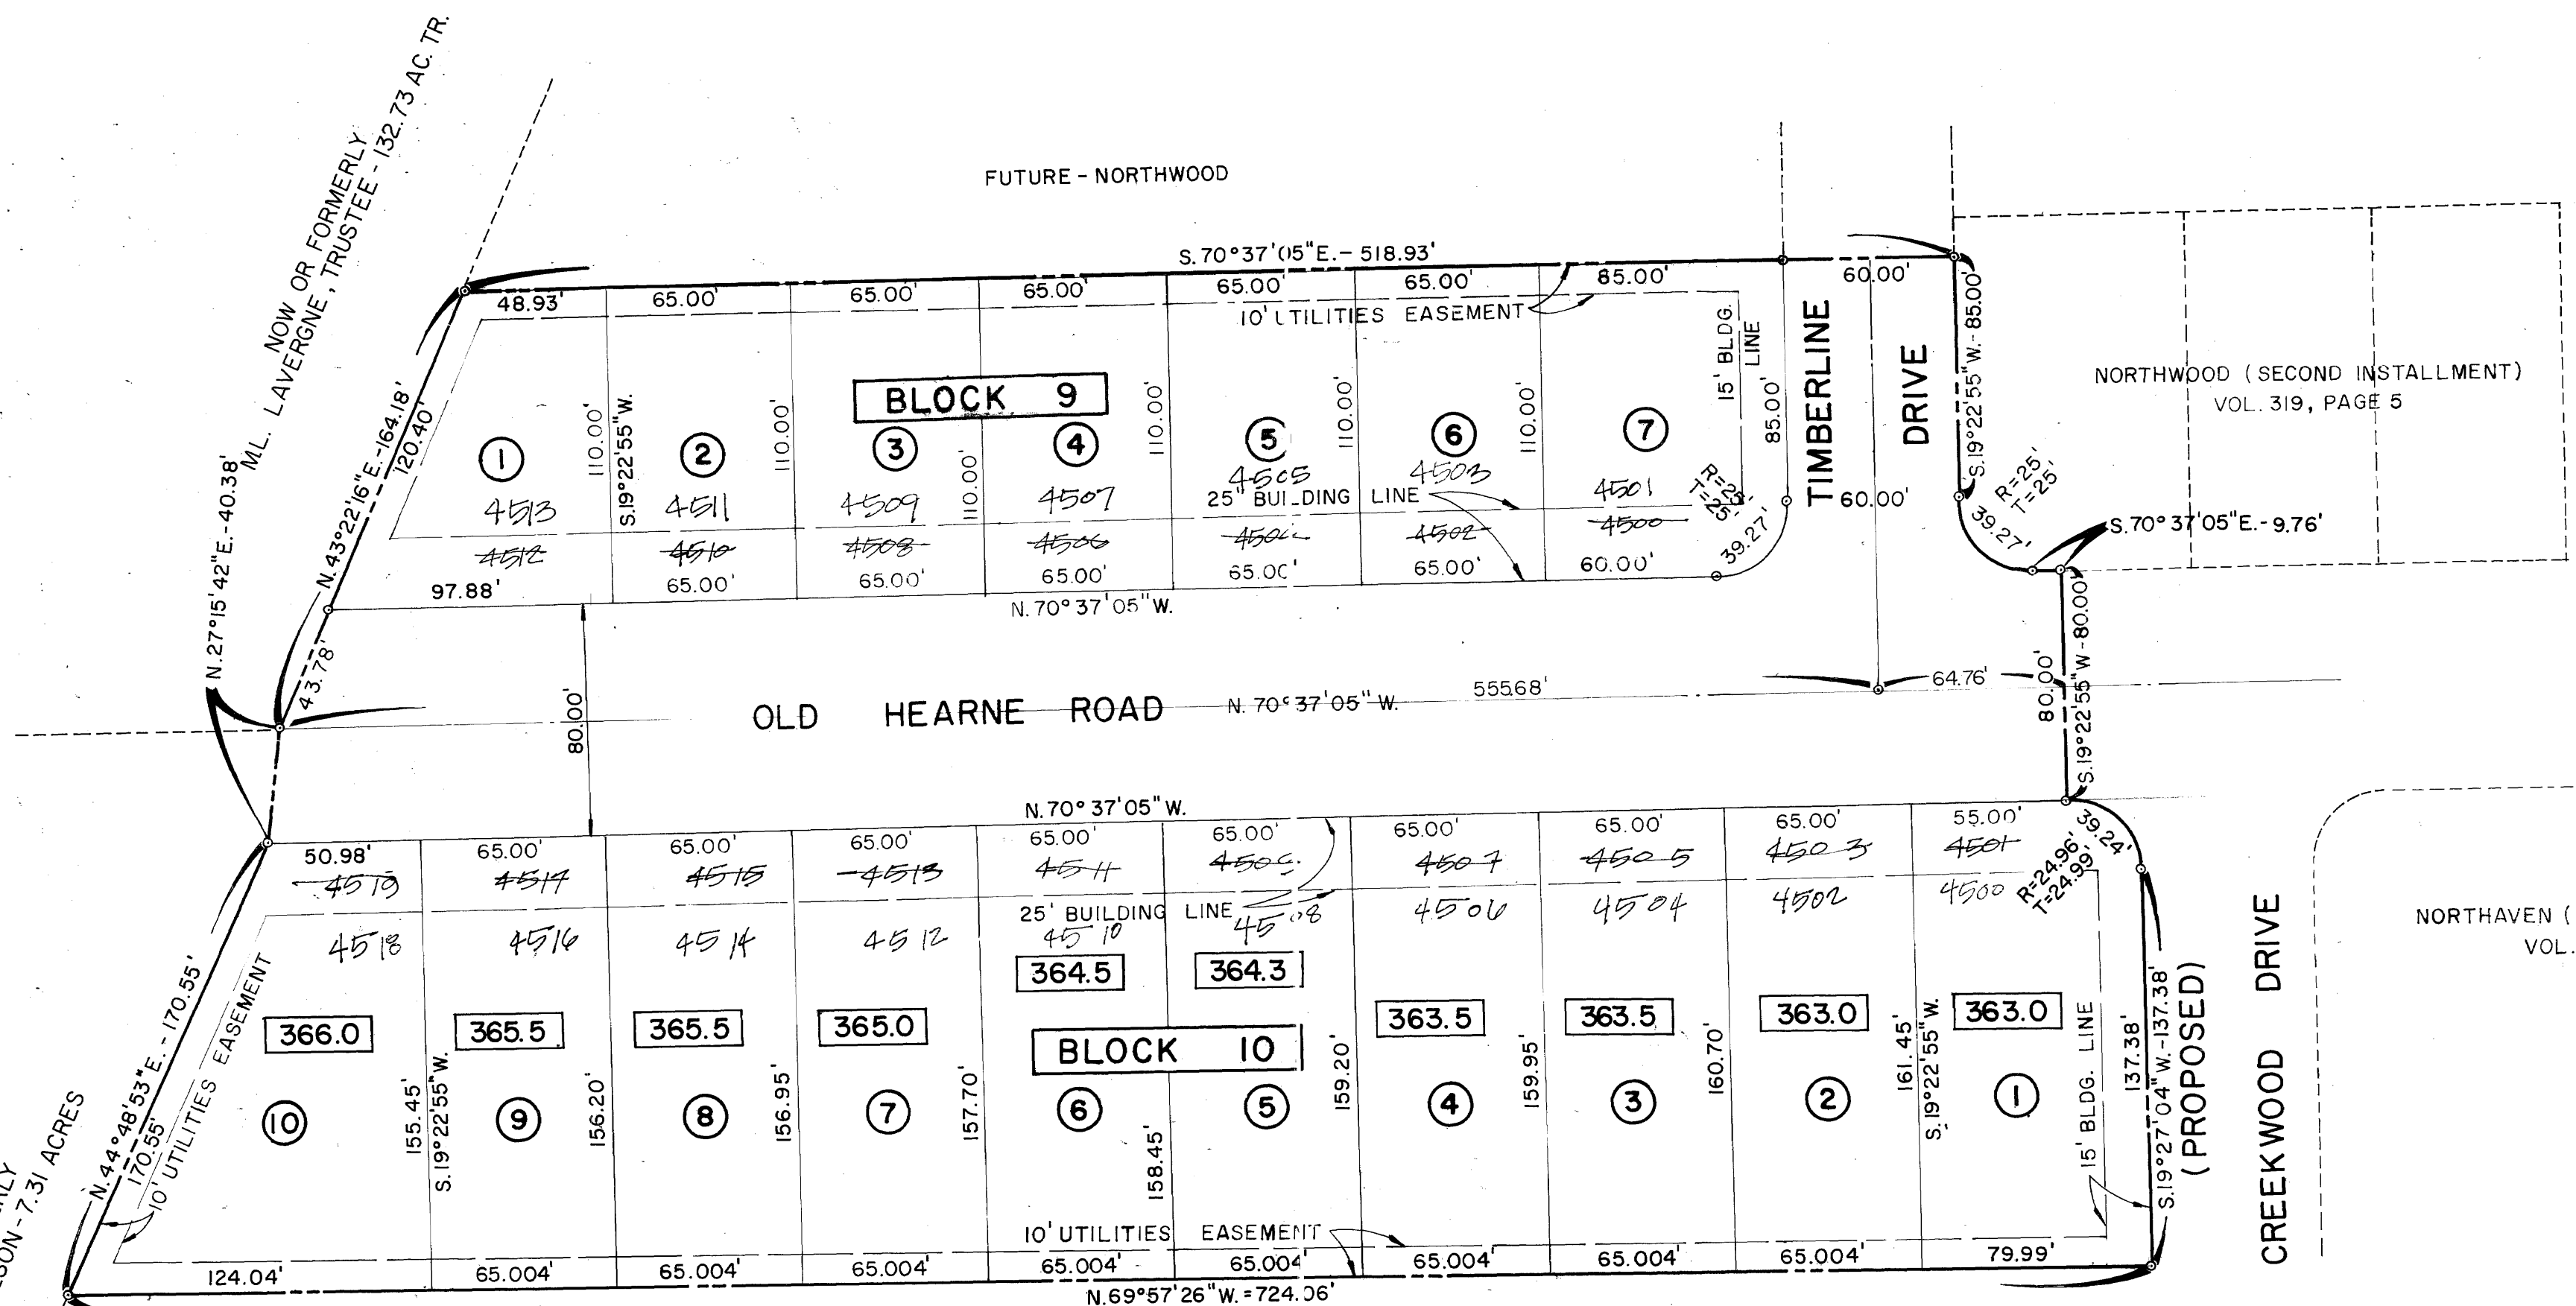 NOW OR FORMERLY
ML. LAVERGNE, TRUSTEE - 132.73 AC. TR.
FUTURE - NORTHWOOD
S. 70°37'05"E. - 518.93'
48.93'
65.00'
65.00'
65.00'
65.00'
65.00'
85.00'
60.00'
10' UTILITIES EASEMENT
N. 27°15'42"E. - 40.38'
N. 43°22'16"E. - 164.18'
120.40'
43.78'
BLOCK 9
1
2
3
4
5
6
7
110.00'
S.19°22'55"W.
110.00'
110.00'
110.00'
110.00'
110.00'
15' BLDG.
LINE
85.00'
TIMBERLINE
DRIVE
S.19°22'55"W. - 85.00'
NORTHWOOD (SECOND INSTALLMENT)
VOL. 319, PAGE 5
4513
4511
4509
4507
4505
4503
4501
25' BUILDING LINE
4512
4510
4508
4506
4502
4500
R=25'
T=25'
39.27'
60.00'
R=25'
T=25'
39.27'
S. 70°37'05"E. - 9.76'
97.88'
65.00'
65.00'
65.00'
65.00'
65.00'
60.00'
N. 70°37'05"W.
80.00'
OLD HEARNE ROAD
N. 70°37'05"W.
555.68'
64.76'
80.00'
S.19°22'55"W - 80.00'
N. 70°37'05"W.
50.98'
65.00'
65.00'
65.00'
65.00'
65.00'
65.00'
65.00'
65.00'
55.00'
39.24'
R=24.96'
T=24.99'
4519
4517
4515
4513
4511
4507
4505
4503
4501
25' BUILDING LINE
4518
4516
4514
4512
4510
4508
4506
4504
4502
4500
366.0
365.5
365.5
365.0
364.5
364.3
363.5
363.5
363.0
363.0
BLOCK 10
10
9
8
7
6
5
4
3
2
1
155.45'
S.19°22'55"W.
156.20'
156.95'
157.70'
158.45'
159.20'
159.95'
160.70'
161.45'
S.19°22'55"W.
15' BLDG. LINE
137.38'
S.19°27'04"W. - 137.38'
(PROPOSED)
CREEKWOOD DRIVE
NORTHAVEN (
VOL.
N. 44°48'53"E. - 170.55'
170.55'
10' UTILITIES EASEMENT
SON - 7.31 ACRES
10' UTILITIES EASEMENT
124.04'
65.004'
65.004'
65.004'
65.004'
65.004'
65.004'
65.004'
65.004'
79.99'
N. 69°57'26"W. = 724.06'